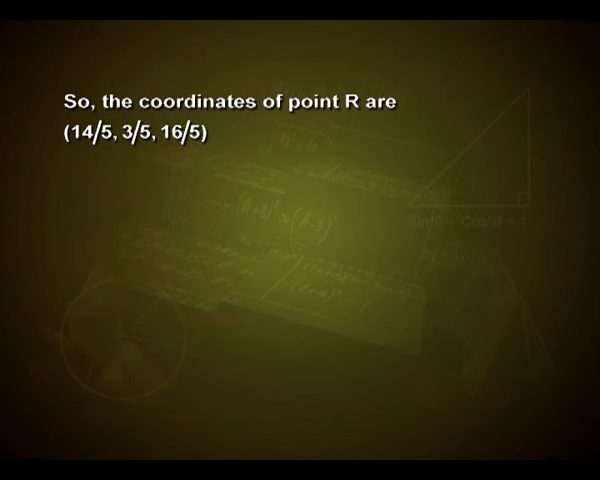 So, the coordinates of point R are
(14/5, 3/5, 16/5)